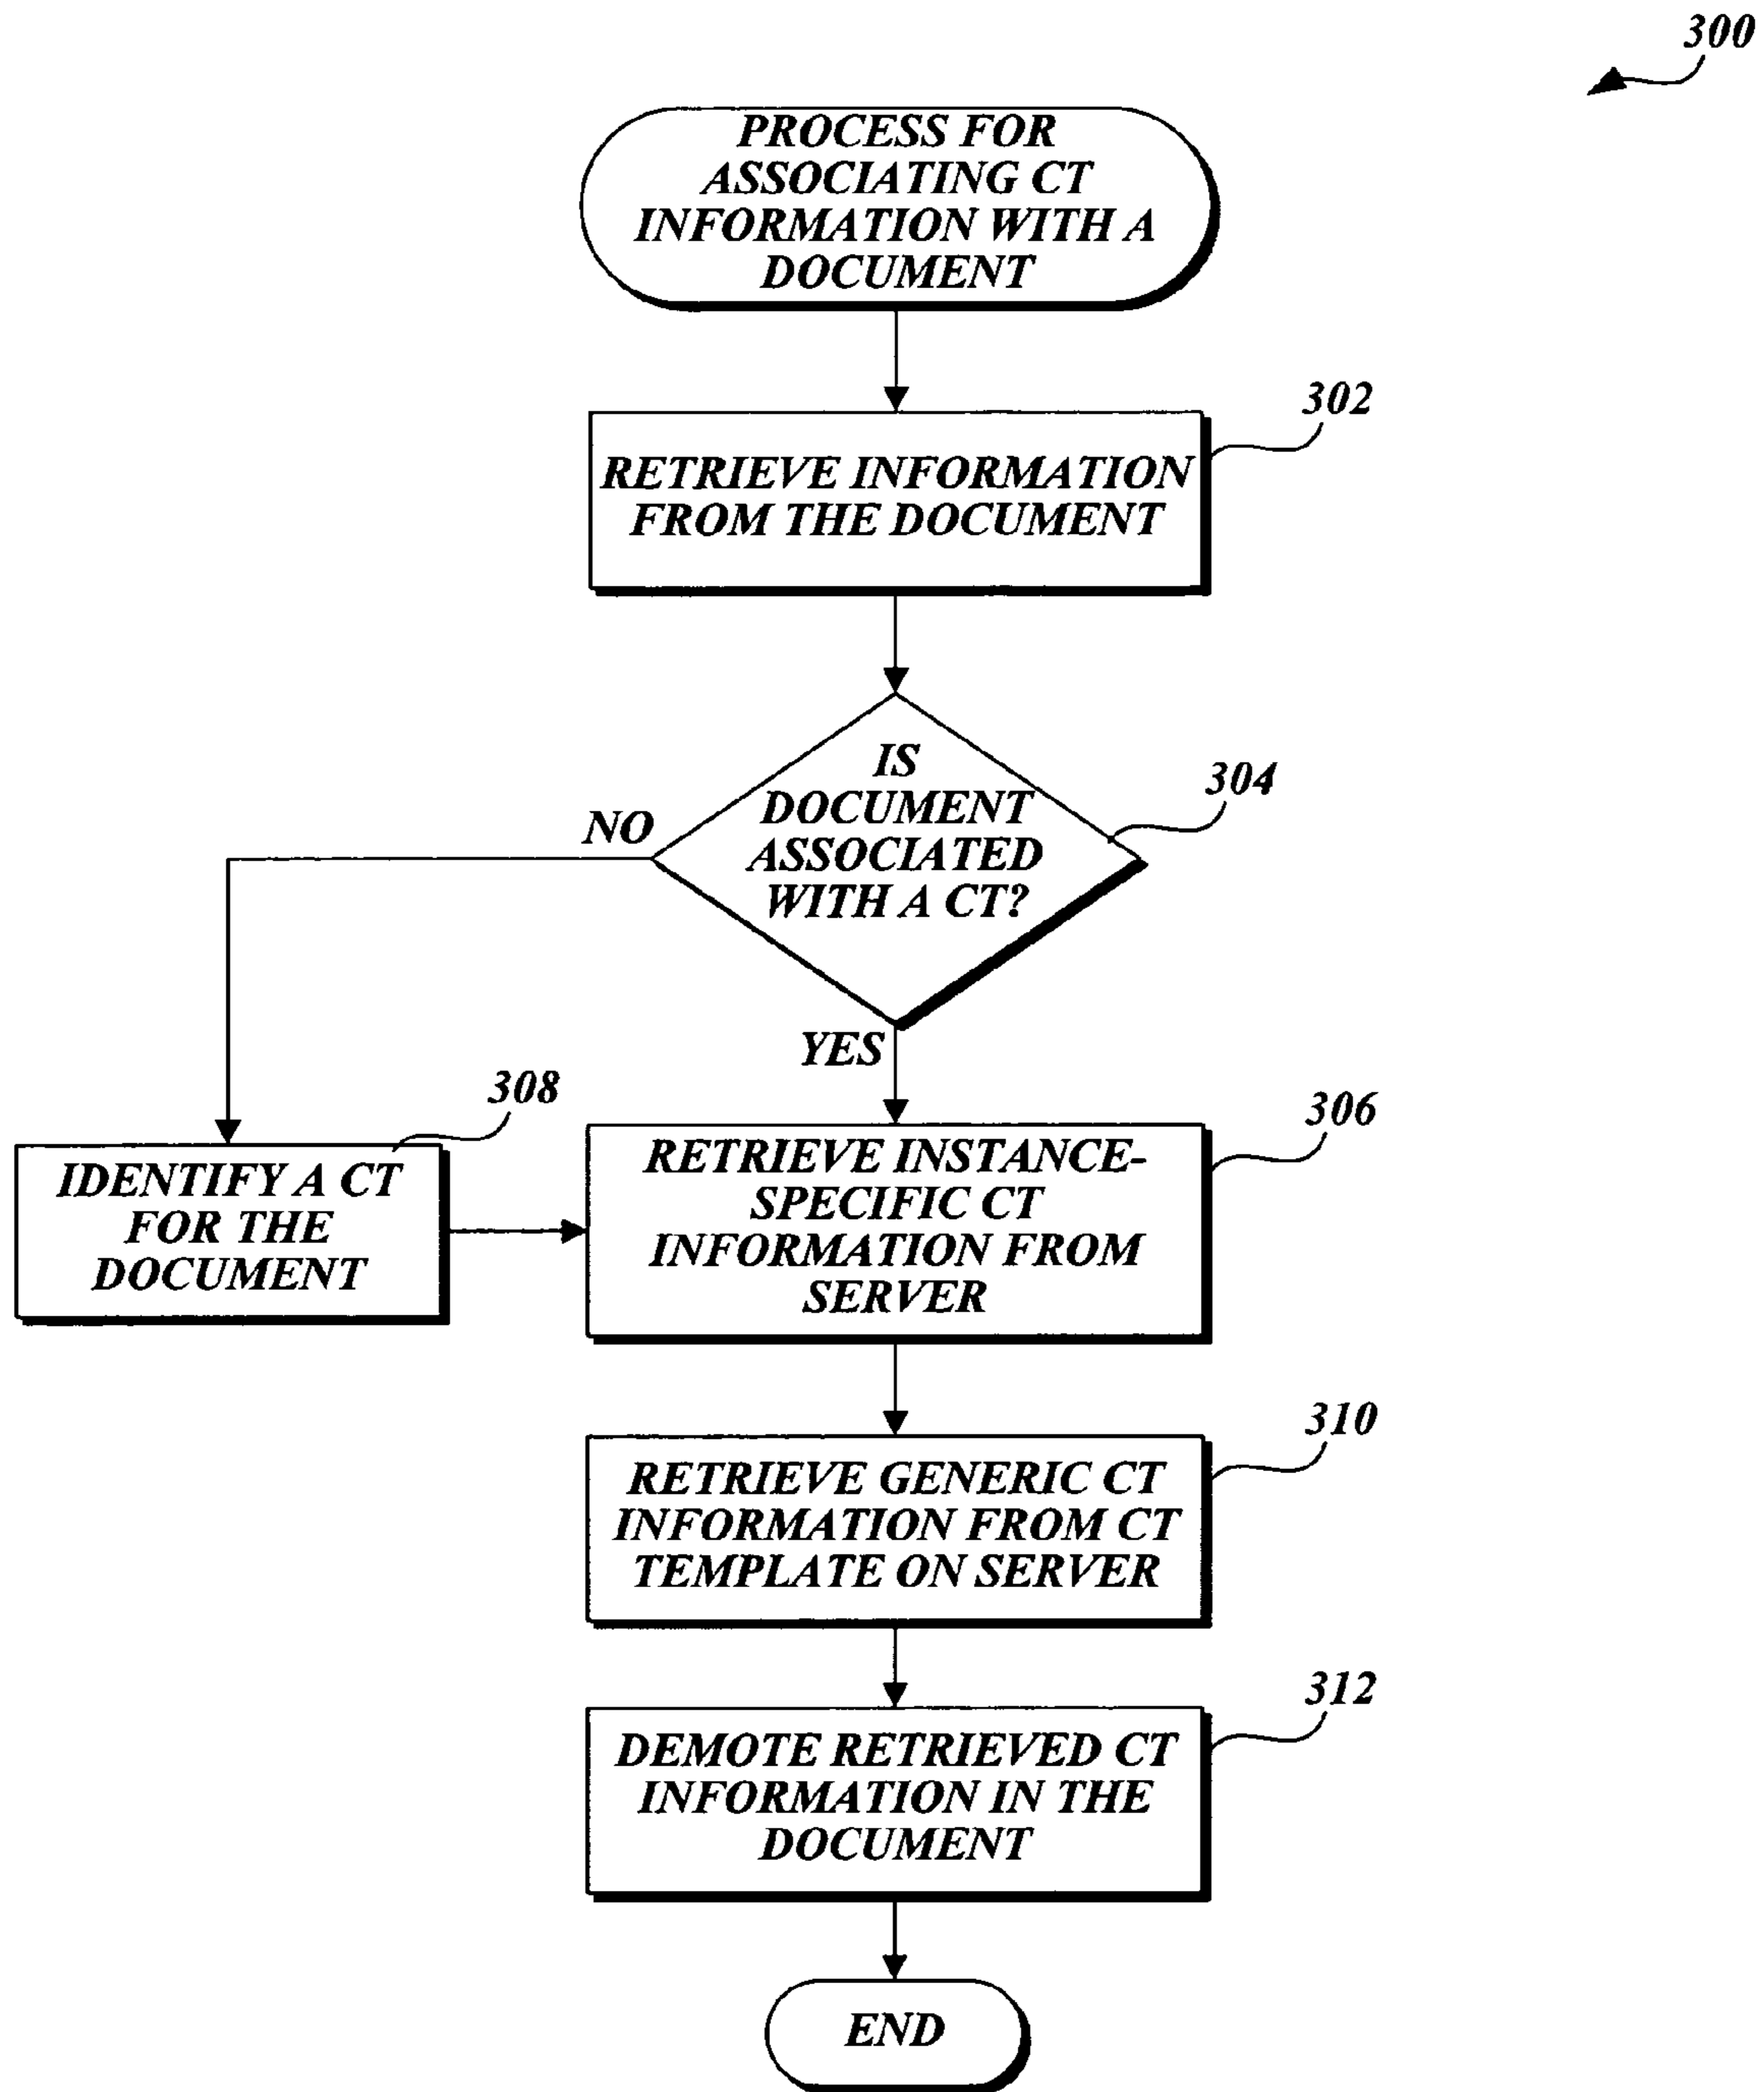 300
PROCESS FOR
ASSOCIATING CT
INFORMATION WITH A
DOCUMENT
302
RETRIEVE INFORMATION
FROM THE DOCUMENT
304
IS
DOCUMENT
ASSOCIATED
WITH A CT?
NO
YES
308
IDENTIFY A CT
FOR THE
DOCUMENT
306
RETRIEVE INSTANCE-
SPECIFIC CT
INFORMATION FROM
SERVER
310
RETRIEVE GENERIC CT
INFORMATION FROM CT
TEMPLATE ON SERVER
312
DEMOTE RETRIEVED CT
INFORMATION IN THE
DOCUMENT
END